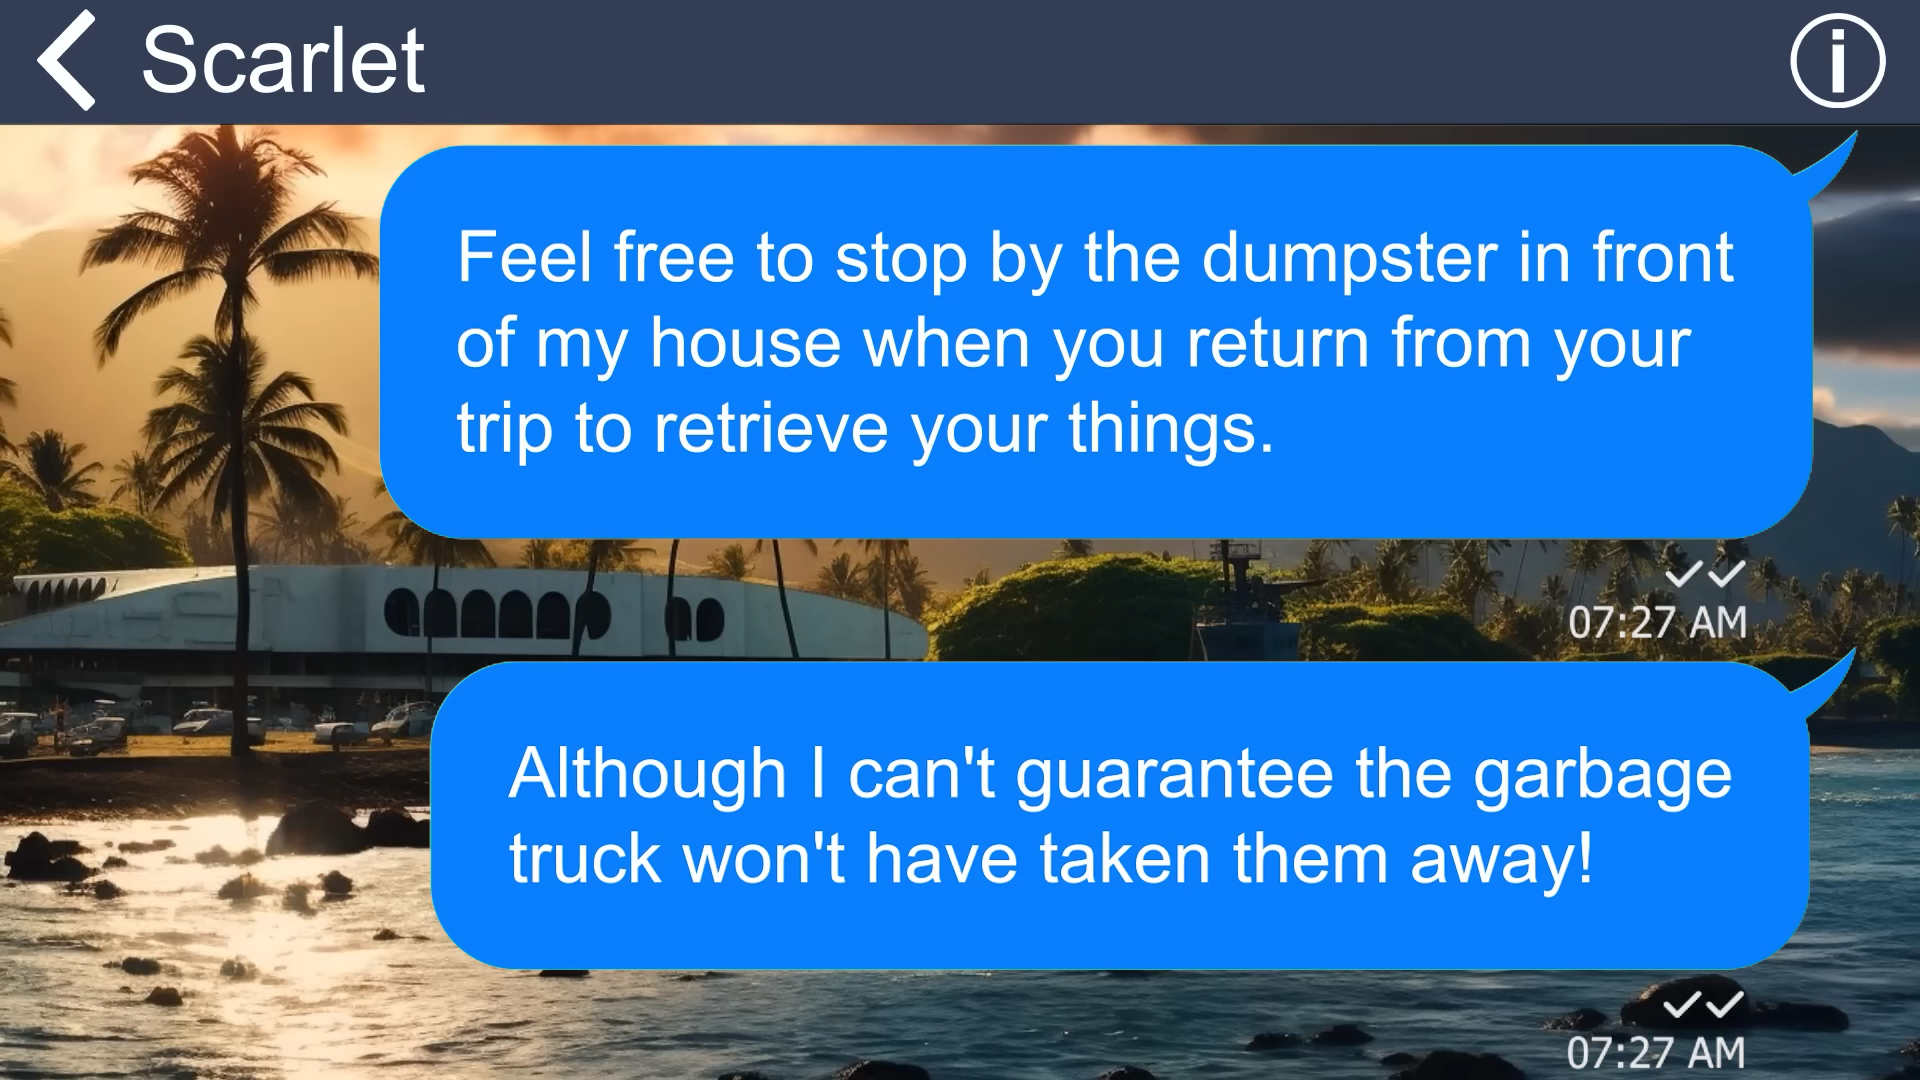 Scarlet
Feel free to stop by the dumpster in front
of my house when you return from your
trip to retrieve your things.
07:27 AM
Although I can't guarantee the garbage
truck won't have taken them away!
07:27 AM